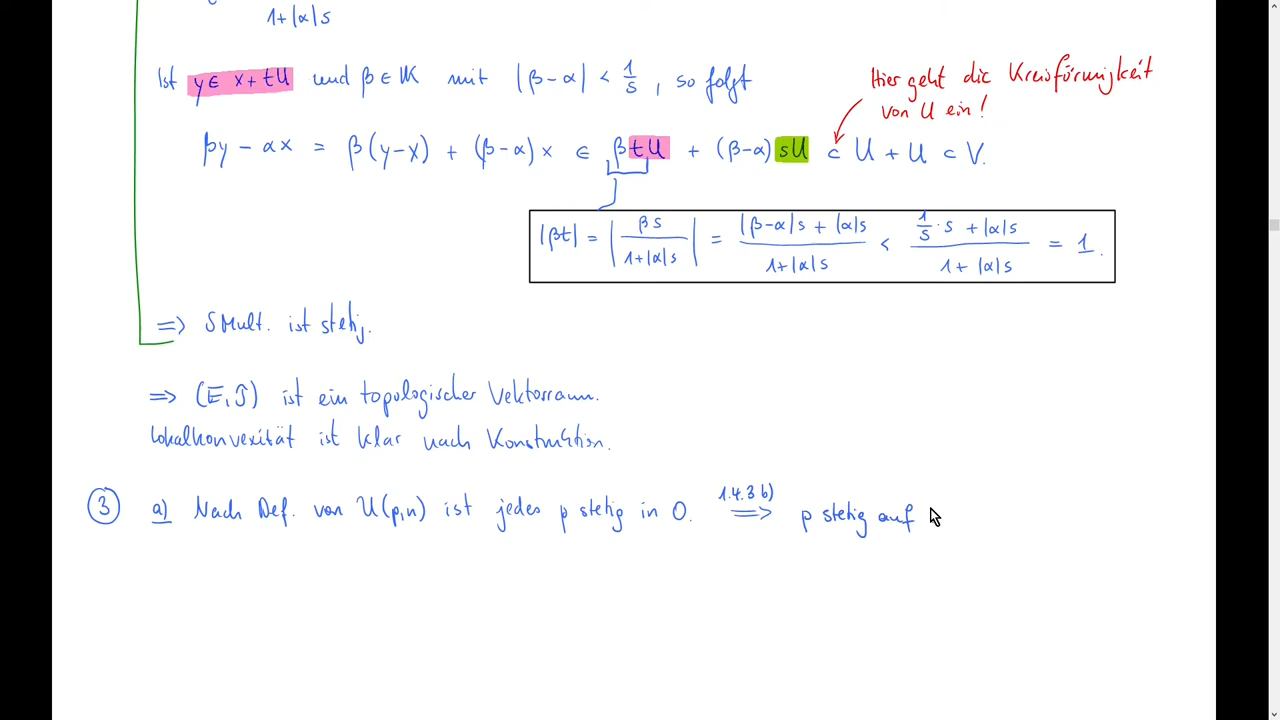 1+|α|s
Ist y ∈ x+tU und β ∈ 𝕂 mit |β-α| < 1/s , so folgt
Hier geht die Kreisförmigkeit
von U ein!
βy - αx = β(y-x) + (β-α)x ∈ βtU + (β-α)sU ⊂ U + U ⊂ V.
|βt| = |βs / 1+|α|s| = |β-α|s + |α|s / 1+|α|s < 1/s · s + |α|s / 1+|α|s = 1.
⇒ SMult. ist stetig.
⇒ (E,𝒯) ist ein topologischer Vektorraum.
Lokalkonvexität ist klar nach Konstruktion.
③ a) Nach Def. von U(p,n) ist jedes p stetig in 0. 1.4.3 b) ⇒ p stetig auf